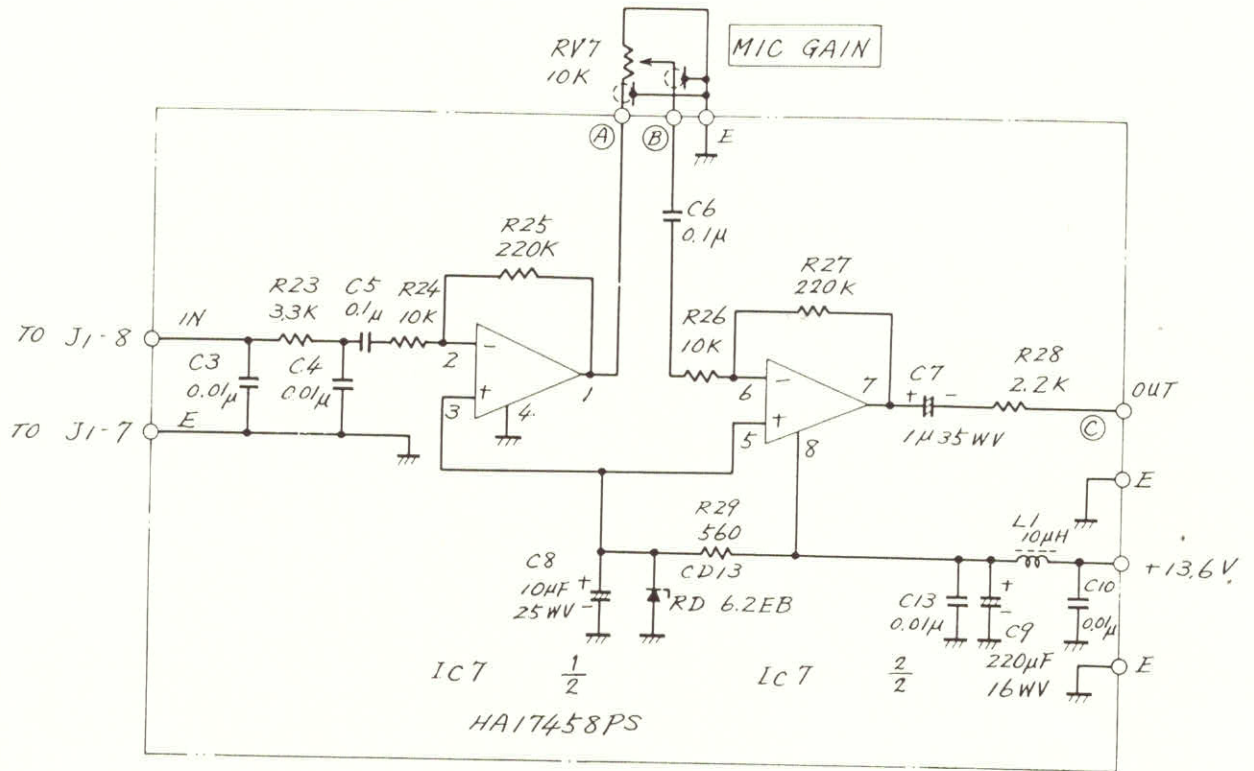 RV7
10K
MIC GAIN
A
B
E
C6
0.1μ
R25
220K
R27
220K
R23
3.3K
C5
0.1μ
R24
10K
R26
10K
TO J1-8
IN
C3
0.01μ
C4
0.01μ
2
-
+
3
4
1
6
-
+
5
7
8
C7
+ -
1μ 35WV
R28
2.2K
OUT
C
TO J1-7
E
E
R29
560
L1
10μH
+13.6V
C8
10μF
25WV
+
-
CD13
RD 6.2EB
C13
0.01μ
+
-
C9
220μF
16WV
C10
0.01μ
E
IC7 1/2
IC7 2/2
HA17458PS